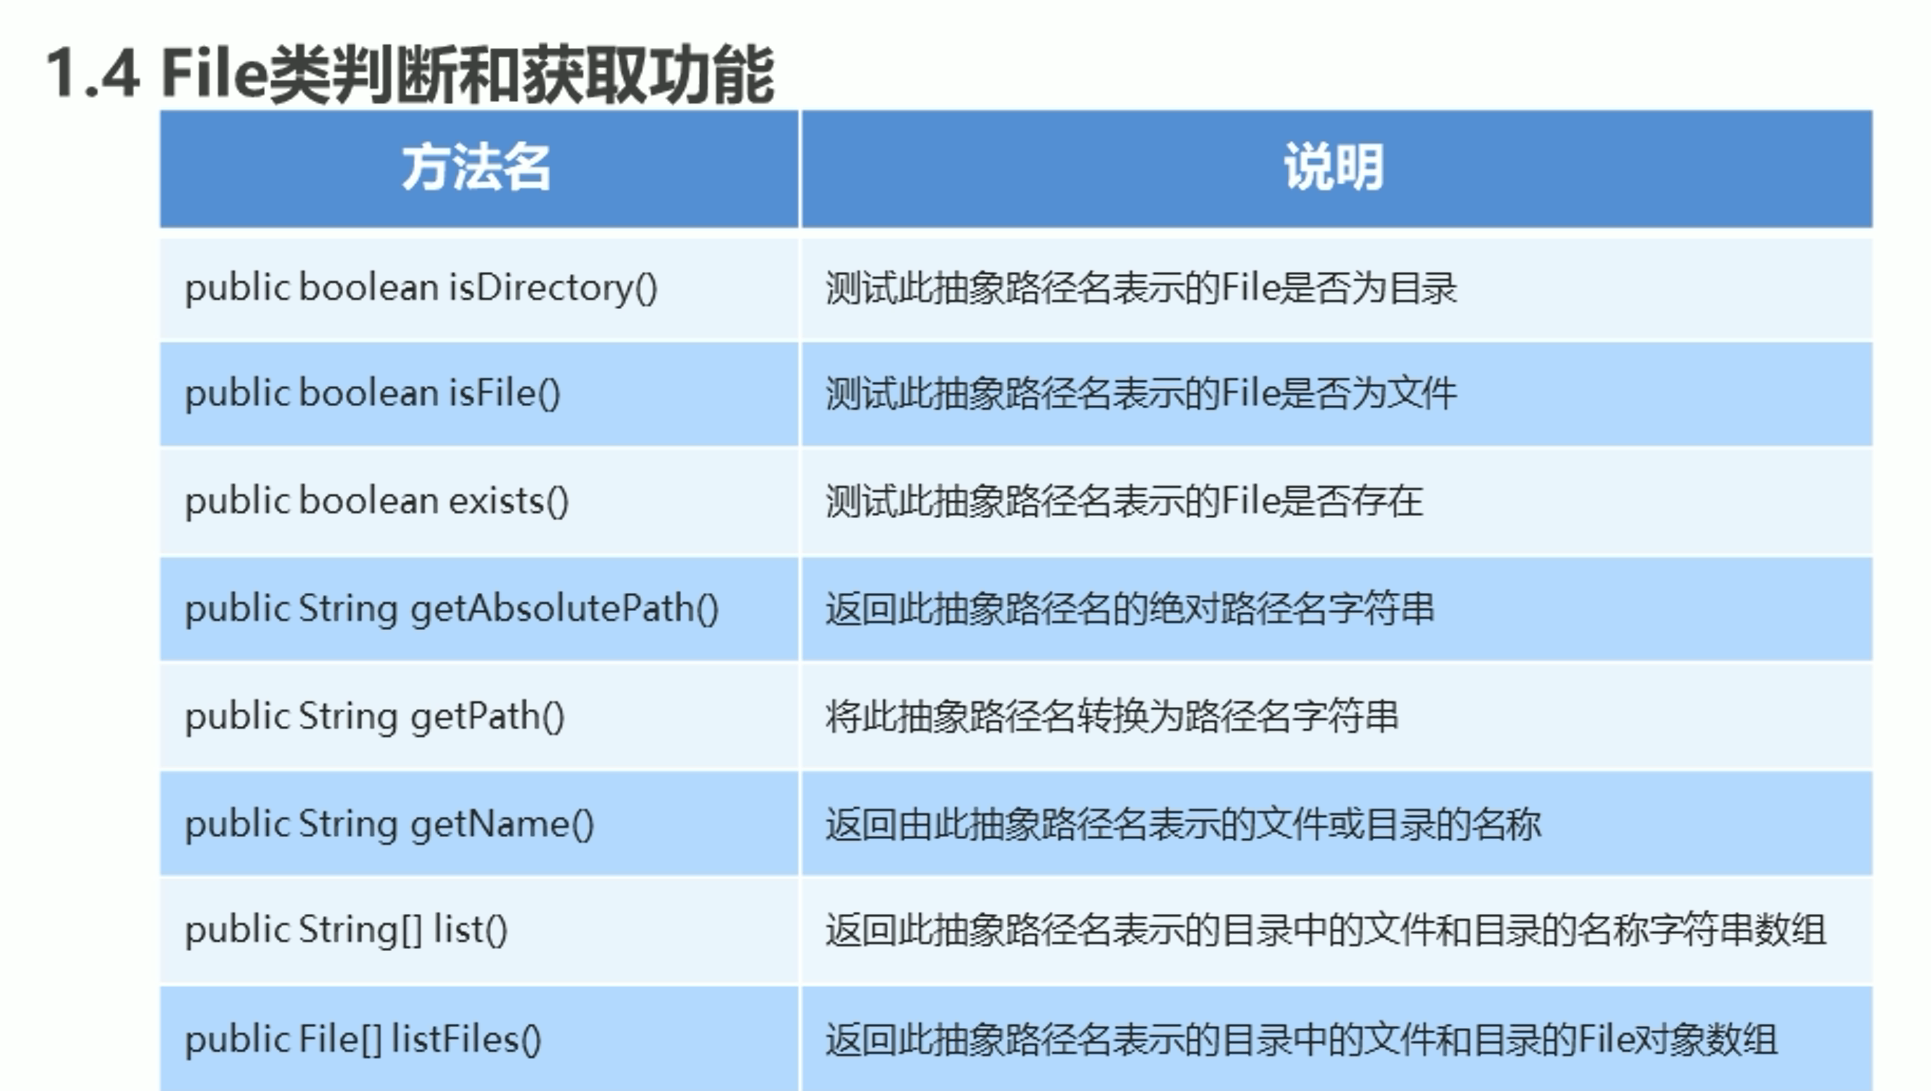 1.4 File类判断和获取功能
方法名 说明
public boolean isDirectory() 测试此抽象路径名表示的File是否为目录
public boolean isFile() 测试此抽象路径名表示的File是否为文件
public boolean exists() 测试此抽象路径名表示的File是否存在
public String getAbsolutePath() 返回此抽象路径名的绝对路径名字符串
public String getPath() 将此抽象路径名转换为路径名字符串
public String getName() 返回由此抽象路径名表示的文件或目录的名称
public String[] list() 返回此抽象路径名表示的目录中的文件和目录的名称字符串数组
public File[] listFiles() 返回此抽象路径名表示的目录中的文件和目录的File对象数组